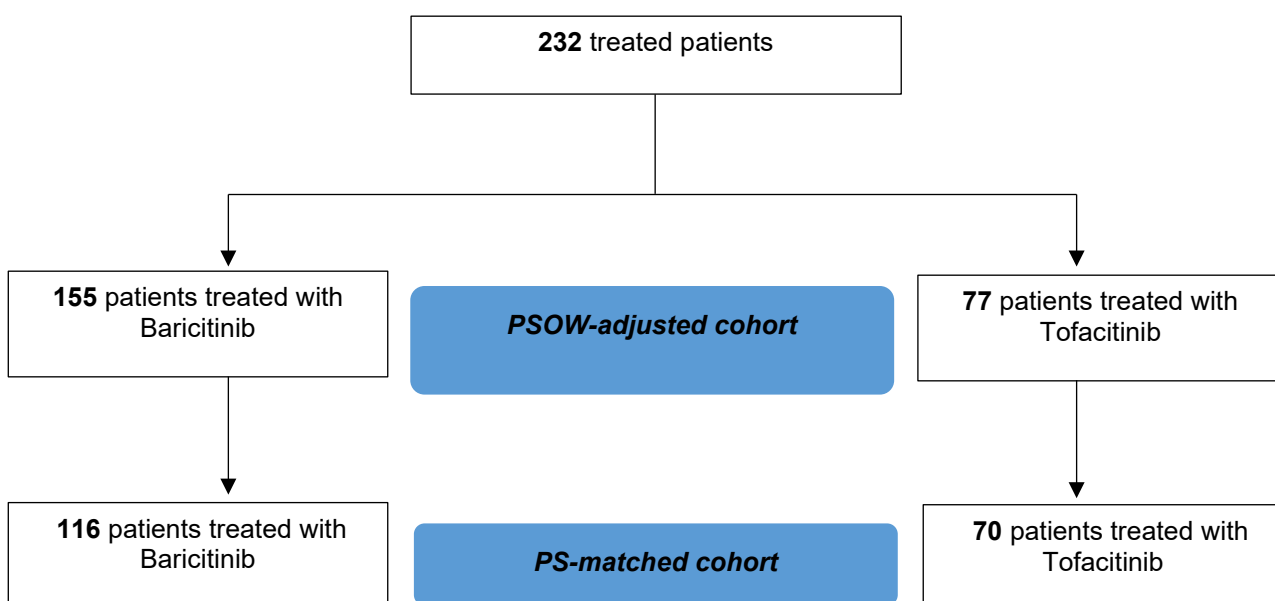 232 treated patients
155 patients treated with
Baricitinib
PSOW-adjusted cohort
77 patients treated with
Tofacitinib
116 patients treated with
Baricitinib
PS-matched cohort
70 patients treated with
Tofacitinib